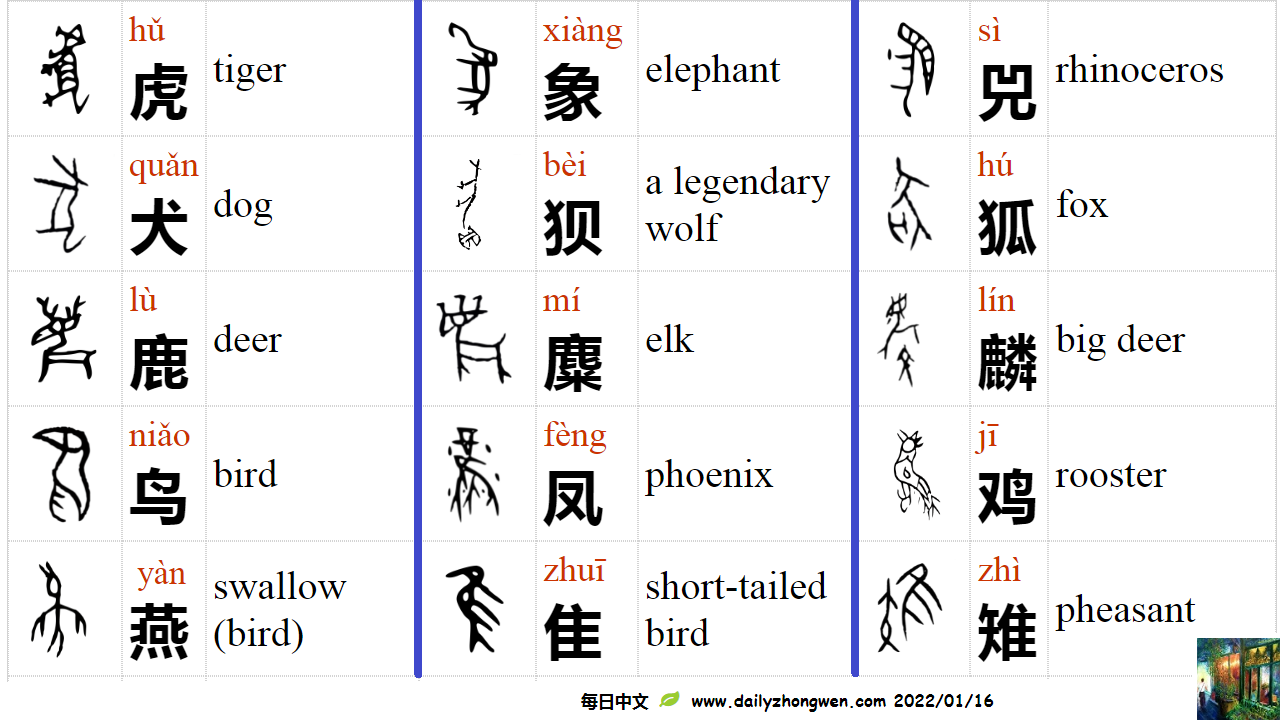 hǔ
虎
tiger
xiàng
象
elephant
sì
兕
rhinoceros
quǎn
犬
dog
bèi
狈
a legendary
wolf
hú
狐
fox
lù
鹿
deer
mí
麋
elk
lín
麟
big deer
niǎo
鸟
bird
fèng
凤
phoenix
jī
鸡
rooster
yàn
燕
swallow
(bird)
zhuī
隹
short-tailed
bird
zhì
雉
pheasant
每日中文 www.dailyzhongwen.com 2022/01/16